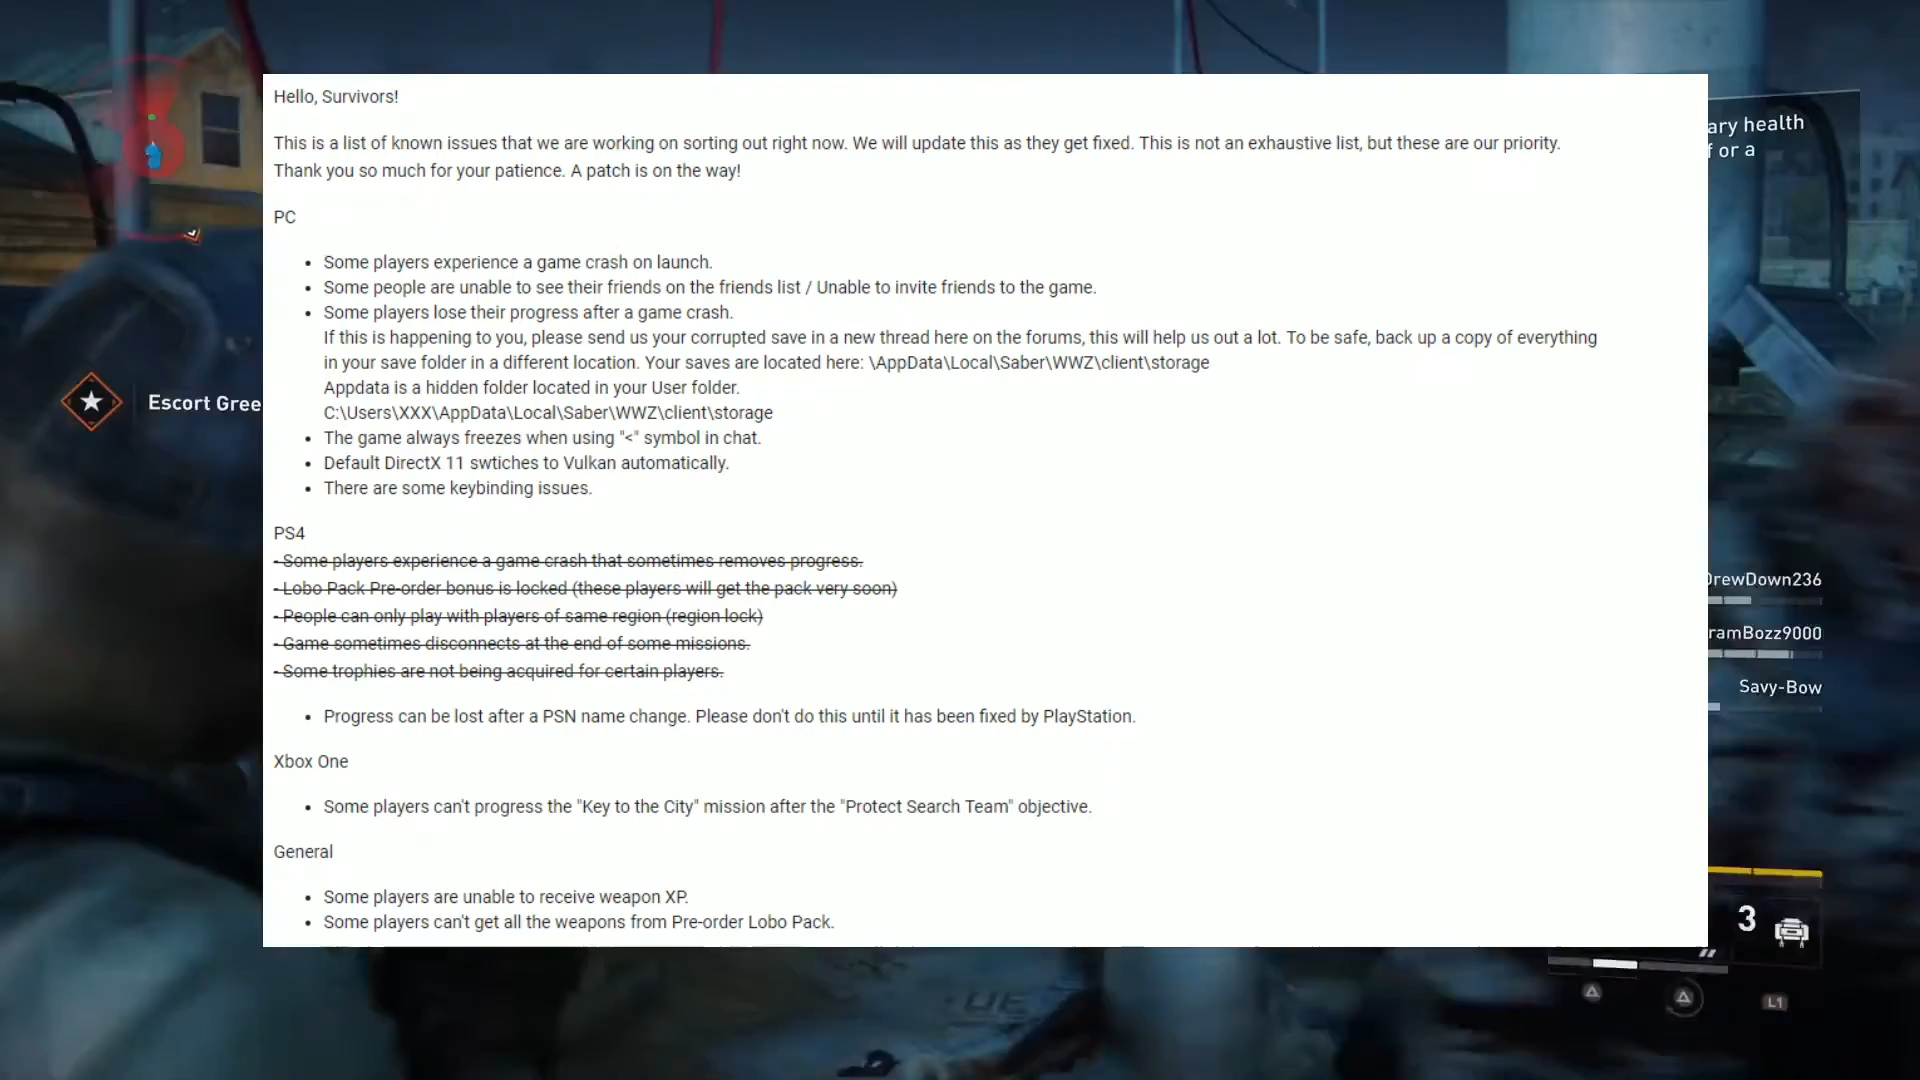 Hello, Survivors!
This is a list of known issues that we are working on sorting out right now. We will update this as they get fixed. This is not an exhaustive list, but these are our priority.
Thank you so much for your patience. A patch is on the way!
PC
• Some players experience a game crash on launch.
• Some people are unable to see their friends on the friends list / Unable to invite friends to the game.
• Some players lose their progress after a game crash.
If this is happening to you, please send us your corrupted save in a new thread here on the forums, this will help us out a lot. To be safe, back up a copy of everything
in your save folder in a different location. Your saves are located here: \AppData\Local\Saber\WWZ\client\storage
Appdata is a hidden folder located in your User folder.
C:\Users\XXX\AppData\Local\Saber\WWZ\client\storage
• The game always freezes when using "<" symbol in chat.
• Default DirectX 11 swtiches to Vulkan automatically.
• There are some keybinding issues.
PS4
- Some players experience a game crash that sometimes removes progress.
- Lobo Pack Pre-order bonus is locked (these players will get the pack very soon)
- People can only play with players of same region (region lock)
- Game sometimes disconnects at the end of some missions.
- Some trophies are not being acquired for certain players.
• Progress can be lost after a PSN name change. Please don't do this until it has been fixed by PlayStation.
Xbox One
• Some players can't progress the "Key to the City" mission after the "Protect Search Team" objective.
General
• Some players are unable to receive weapon XP.
• Some players can't get all the weapons from Pre-order Lobo Pack.
Escort Gree
ary health
f or a
DrewDown236
ramBozz9000
Savy-Bow
3
L1